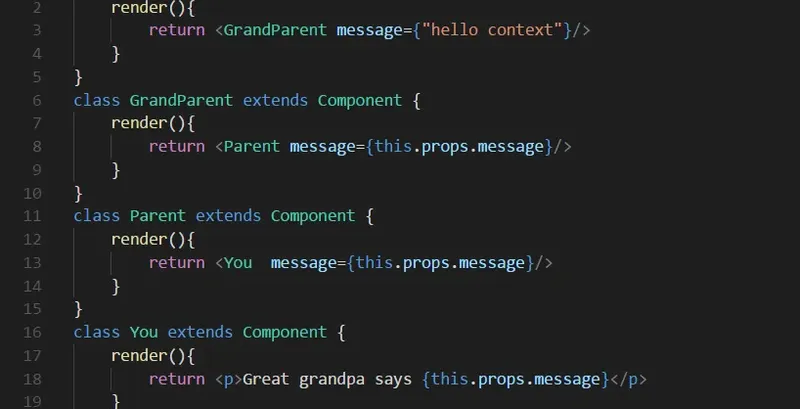 2 render(){
3 return <GrandParent message={"hello context"}/>
4 }
5 }
6 class GrandParent extends Component {
7 render(){
8 return <Parent message={this.props.message}/>
9 }
10 }
11 class Parent extends Component {
12 render(){
13 return <You  message={this.props.message}/>
14 }
15 }
16 class You extends Component {
17 render(){
18 return <p>Great grandpa says {this.props.message}</p>
19 }